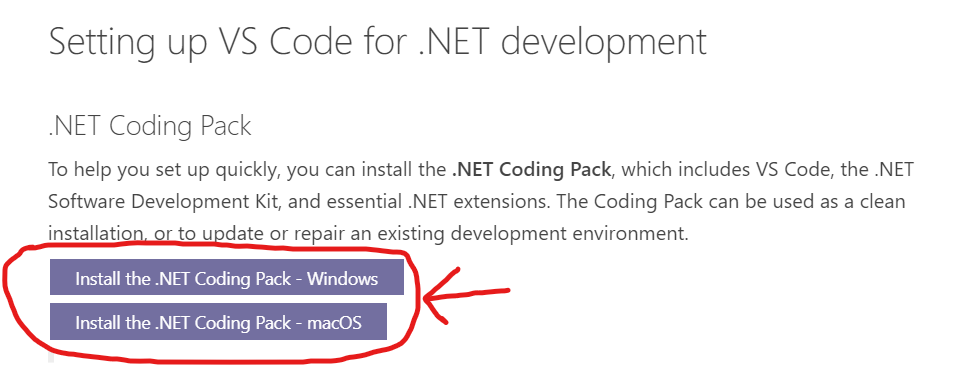 Setting up VS Code for .NET development
.NET Coding Pack
To help you set up quickly, you can install the .NET Coding Pack, which includes VS Code, the .NET
Software Development Kit, and essential .NET extensions. The Coding Pack can be used as a clean
installation, or to update or repair an existing development environment.
Install the .NET Coding Pack - Windows
Install the .NET Coding Pack - macOS